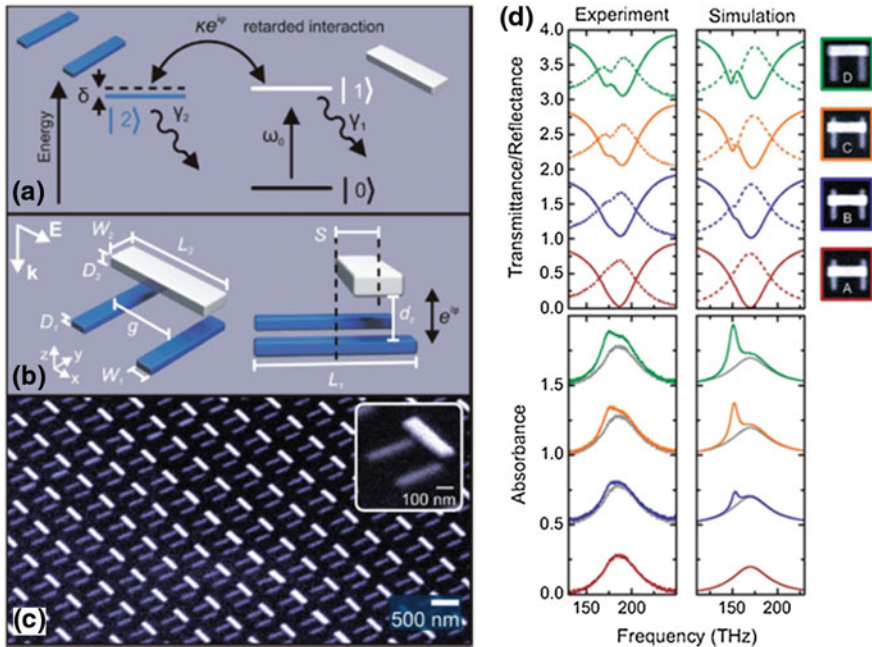 κe^iφ retarded interaction
δ
|2⟩
γ₂
|1⟩
γ₁
ω₀
|0⟩
Energy
(a)
E
k
W₂
D₂
L₂
D₁
g
W₁
z
y
x
S
d_z
e^iφ
L₁
(b)
100 nm
500 nm
(c)
(d)
Experiment
Simulation
Transmittance/Reflectance
4.0
3.5
3.0
2.5
2.0
1.5
1.0
0.5
0.0
D
C
B
A
Absorbance
1.5
1.0
0.5
0.0
150
200
150
200
Frequency (THz)